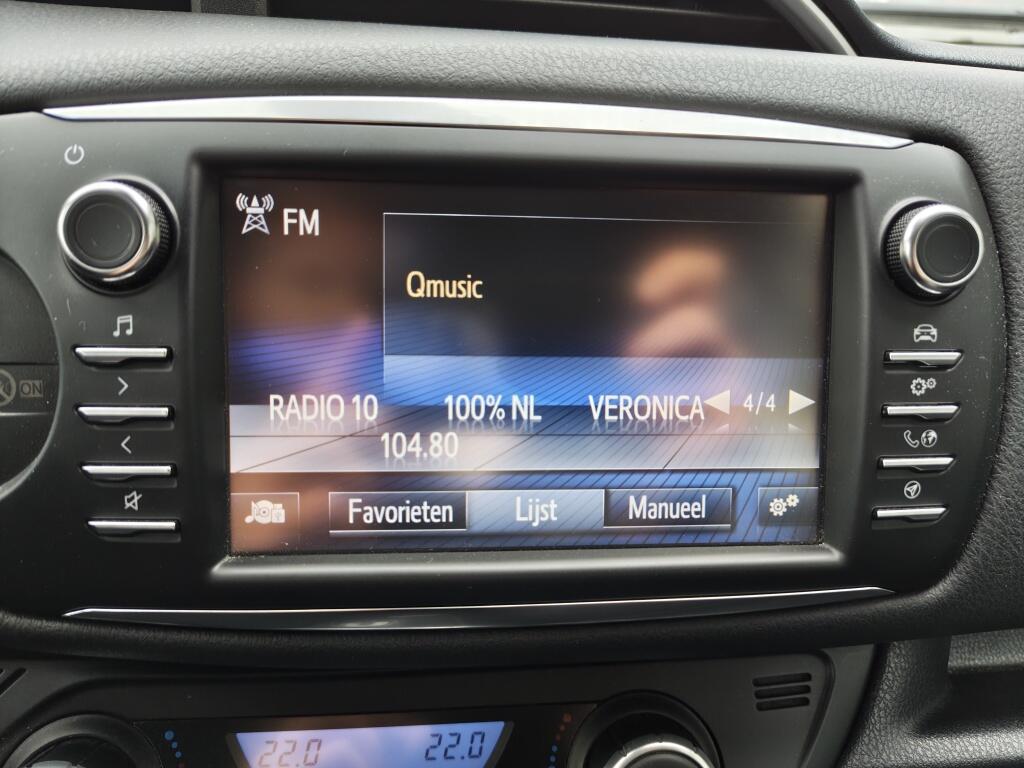 FM
Qmusic
RADIO 10 100% NL VERONICA 4/4
104.80
Favorieten Lijst Manueel
ON
22.0 22.0